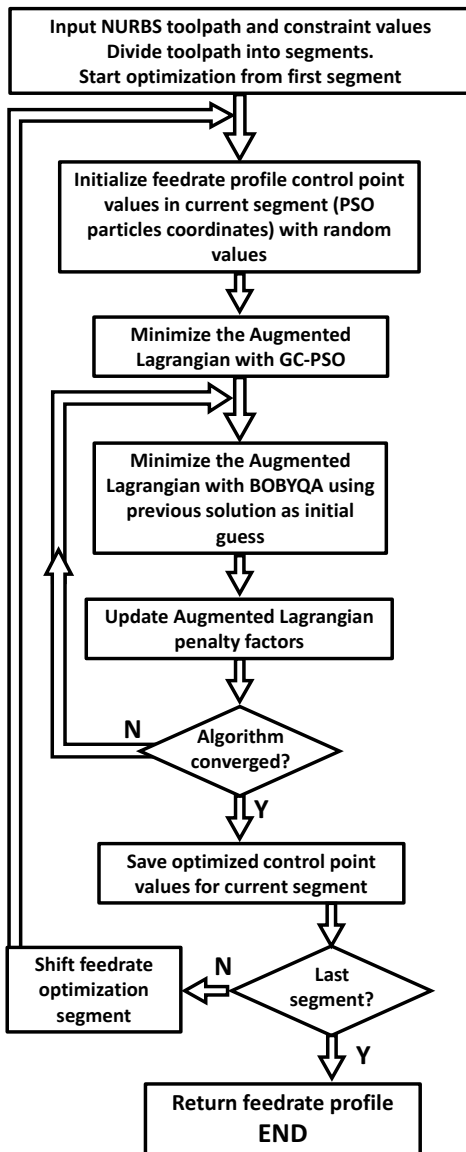 Input NURBS toolpath and constraint values
Divide toolpath into segments.
Start optimization from first segment
Initialize feedrate profile control point
values in current segment (PSO
particles coordinates) with random
values
Minimize the Augmented
Lagrangian with GC-PSO
Minimize the Augmented
Lagrangian with BOBYQA using
previous solution as initial
guess
Update Augmented Lagrangian
penalty factors
N
Algorithm
converged?
Y
Save optimized control point
values for current segment
Shift feedrate
optimization
segment
N
Last
segment?
Y
Return feedrate profile
END